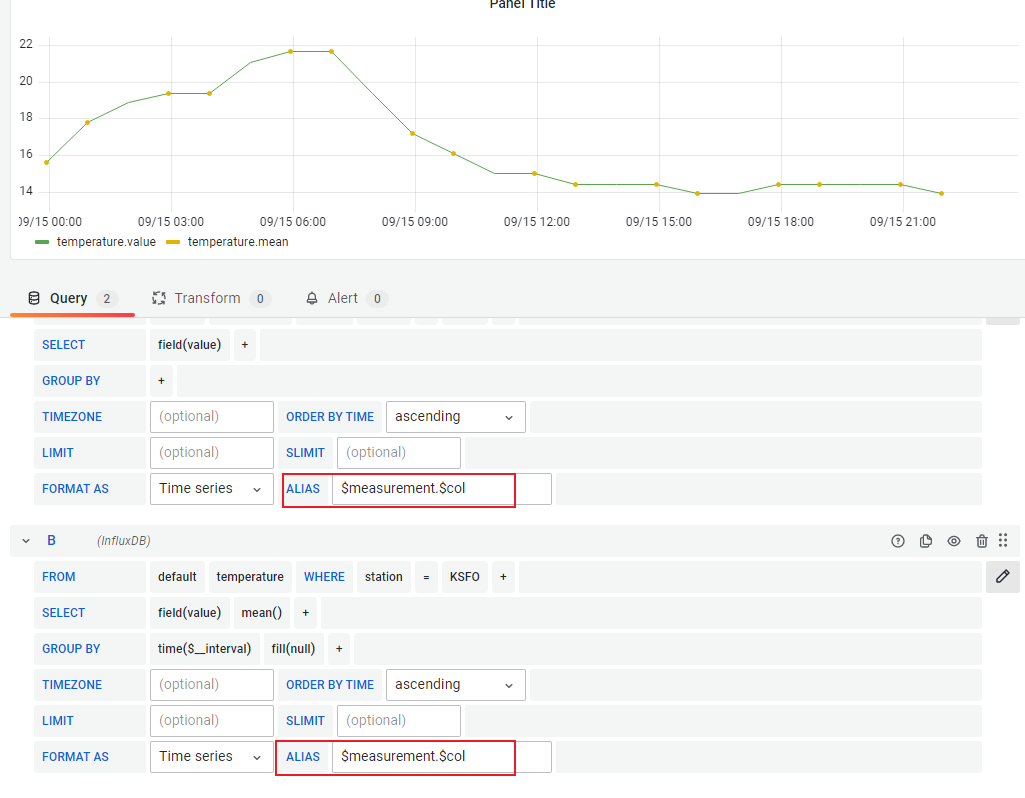 Panel Title
22
20
18
16
14
09/15 00:00 09/15 03:00 09/15 06:00 09/15 09:00 09/15 12:00 09/15 15:00 09/15 18:00 09/15 21:00
temperature.value temperature.mean
Query 2 Transform 0 Alert 0
SELECT field(value) +
GROUP BY +
TIMEZONE (optional) ORDER BY TIME ascending
LIMIT (optional) SLIMIT (optional)
FORMAT AS Time series ALIAS $measurement.$col
B (InfluxDB)
FROM default temperature WHERE station = KSFO +
SELECT field(value) mean() +
GROUP BY time($__interval) fill(null) +
TIMEZONE (optional) ORDER BY TIME ascending
LIMIT (optional) SLIMIT (optional)
FORMAT AS Time series ALIAS $measurement.$col